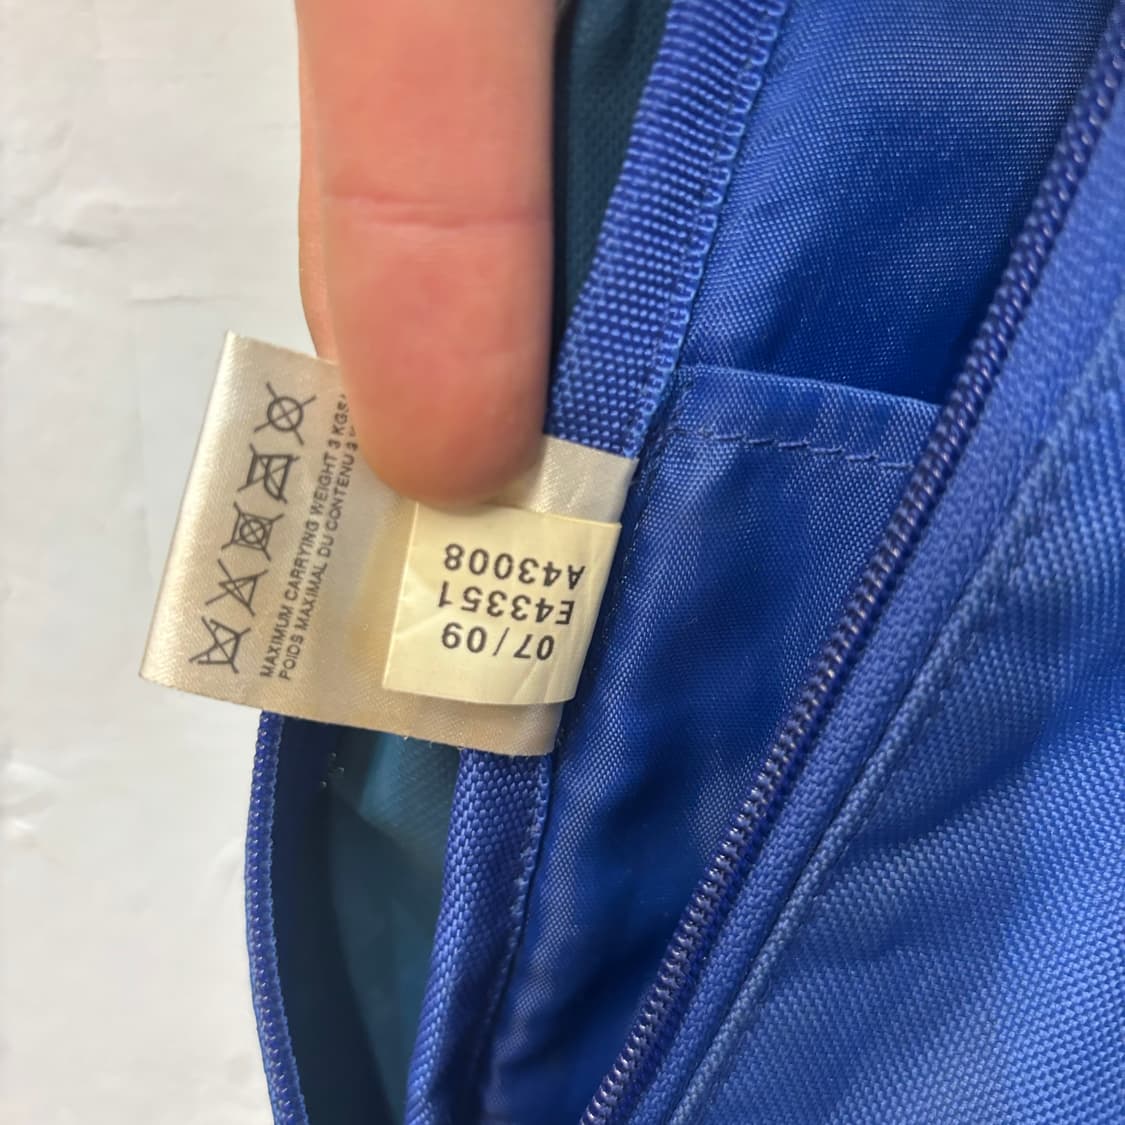 MAXIMUM CARRYING WEIGHT 3 KGS/
POIDS MAXIMAL DU CONTENU 3
07/09
E43351
A43008